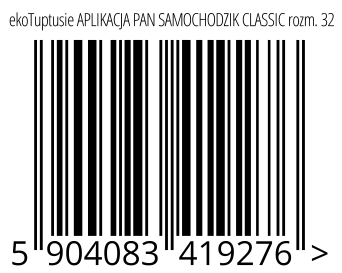 ekoTuptusie APLIKACJA PAN SAMOCHODZIK CLASSIC rozm. 32
5 904083 419276 >